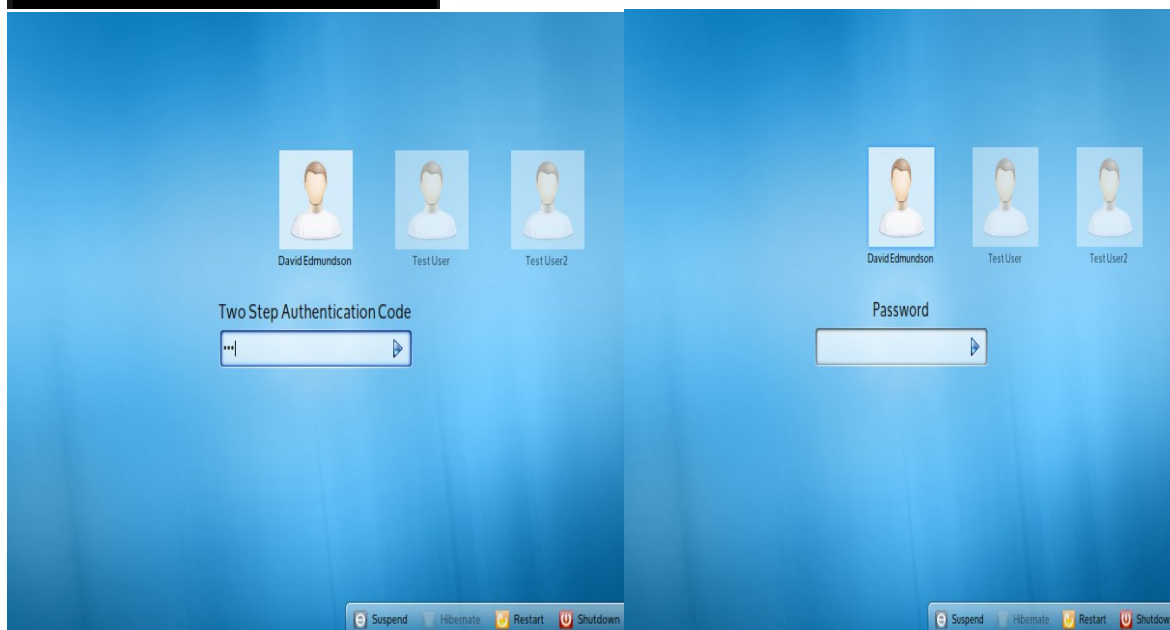 David Edmundson Test User Test User2
Two Step Authentication Code
•••
Suspend Hibernate Restart Shutdown
David Edmundson Test User Test User2
Password
Suspend Hibernate Restart Shutdow